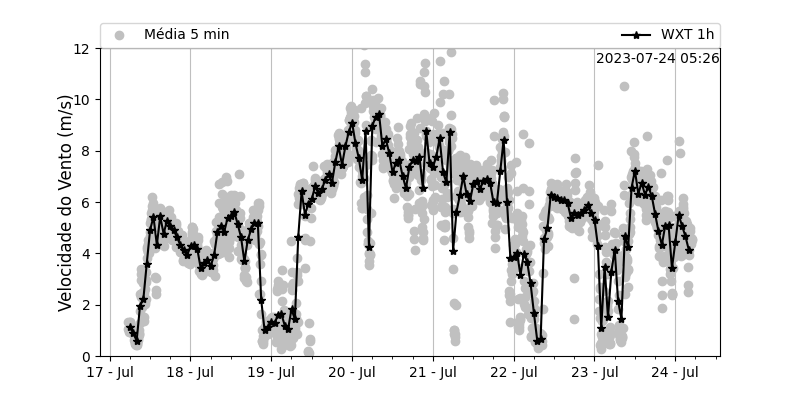 Média 5 min
WXT 1h
2023-07-24 05:26
Velocidade do Vento (m/s)
12
10
8
6
4
2
0
17 - Jul
18 - Jul
19 - Jul
20 - Jul
21 - Jul
22 - Jul
23 - Jul
24 - Jul